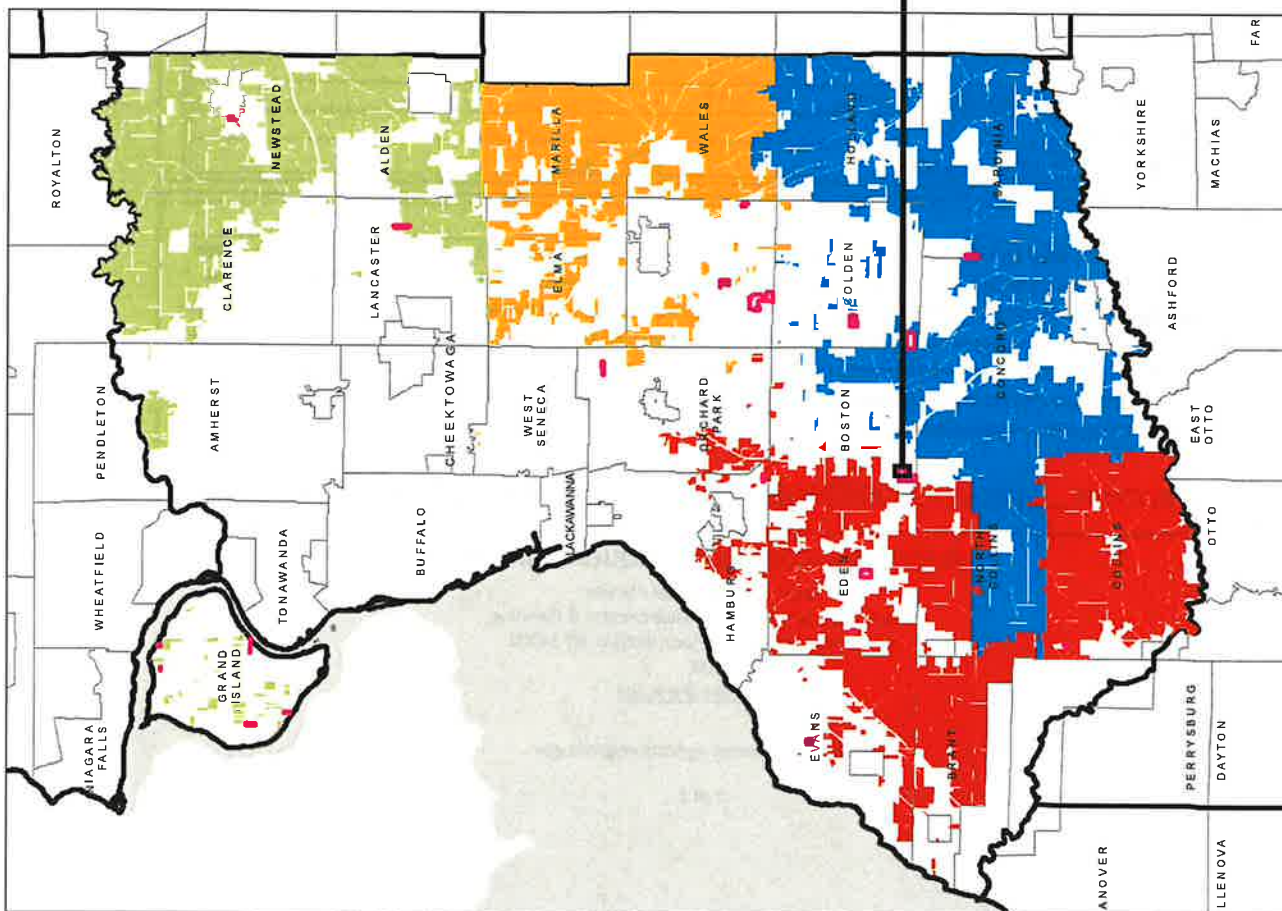 ROYALTON
PENDLETON
WHEATFIELD
NIAGARA
FALLS
GRAND
ISLAND
TONAWANDA
AMHERST
CLARENCE
NEWSTEAD
BUFFALO
CHEEKTOWAGA
LANCASTER
ALDEN
LACKAWANNA
WEST
SENECA
ELMA
MARILLA
HAMBURG
ORCHARD
PARK
WALES
EVANS
EDEN
BOSTON
COLDEN
HOLLAND
BRANT
NORTH
COLLINS
CONCORD
SARDINIA
COLLINS
ANOVER
PERRYSBURG
DAYTON
LLENOVA
OTTO
EAST
OTTO
ASHFORD
YORKSHIRE
MACHIAS
FAR